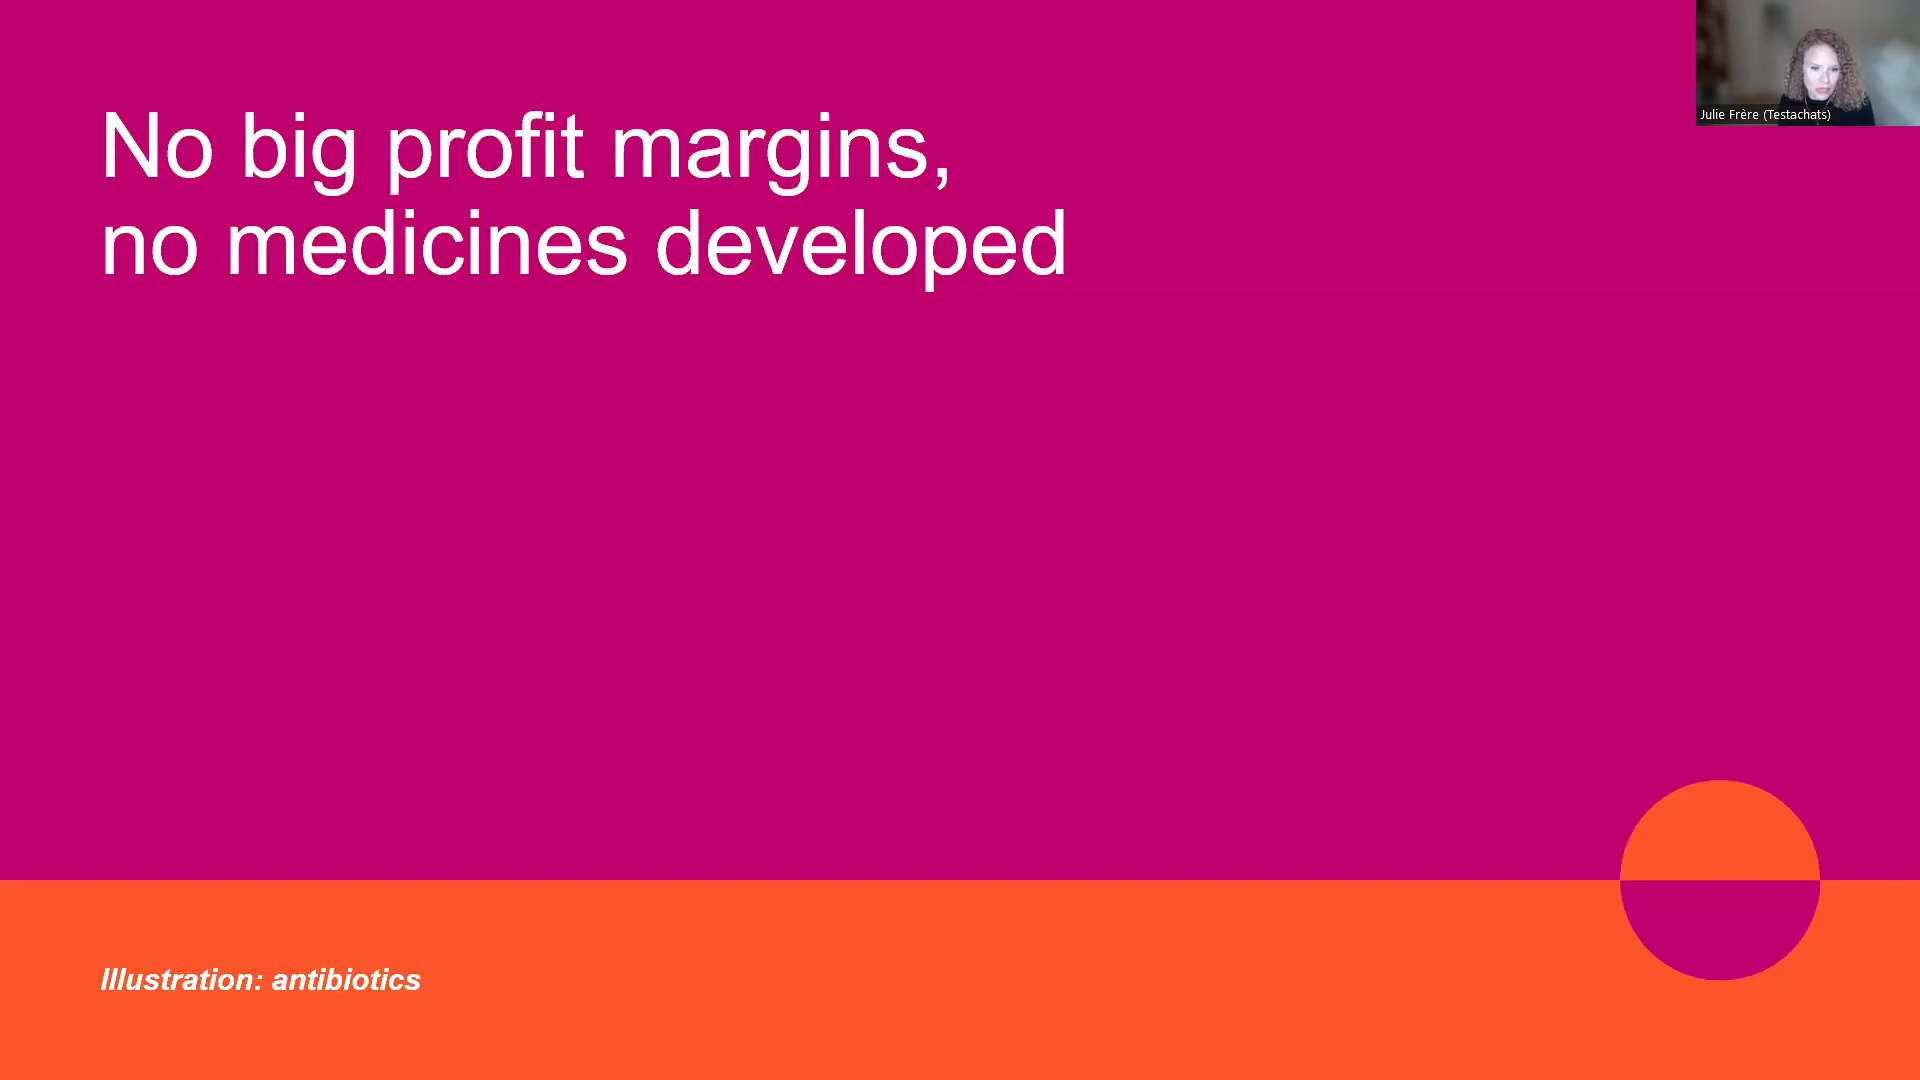 No big profit margins,
no medicines developed
Julie Frère (Testachats)
Illustration: antibiotics